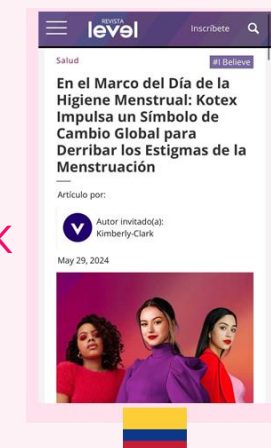 REVISTA
level
Inscríbete
Salud
#I Believe
En el Marco del Día de la
Higiene Menstrual: Kotex
Impulsa un Símbolo de
Cambio Global para
Derribar los Estigmas de la
Menstruación
Artículo por:
Autor invitado(a):
Kimberly-Clark
May 29, 2024